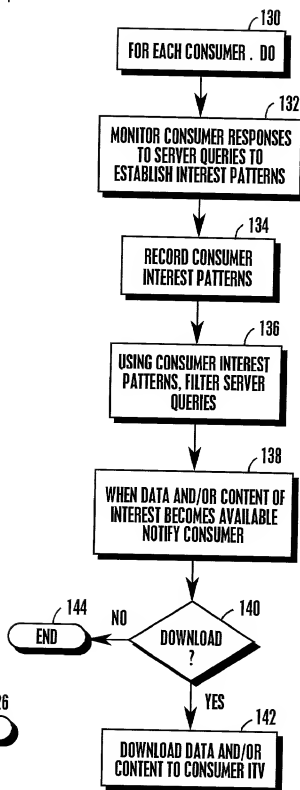 130
FOR EACH CONSUMER . DO
132
MONITOR CONSUMER RESPONSES
TO SERVER QUERIES TO
ESTABLISH INTEREST PATTERNS
134
RECORD CONSUMER
INTEREST PATTERNS
136
USING CONSUMER INTEREST
PATTERNS, FILTER SERVER
QUERIES
138
WHEN DATA AND/OR CONTENT OF
INTEREST BECOMES AVAILABLE
NOTIFY CONSUMER
144
NO
140
END
DOWNLOAD
?
YES
26
142
DOWNLOAD DATA AND/OR
CONTENT TO CONSUMER ITV